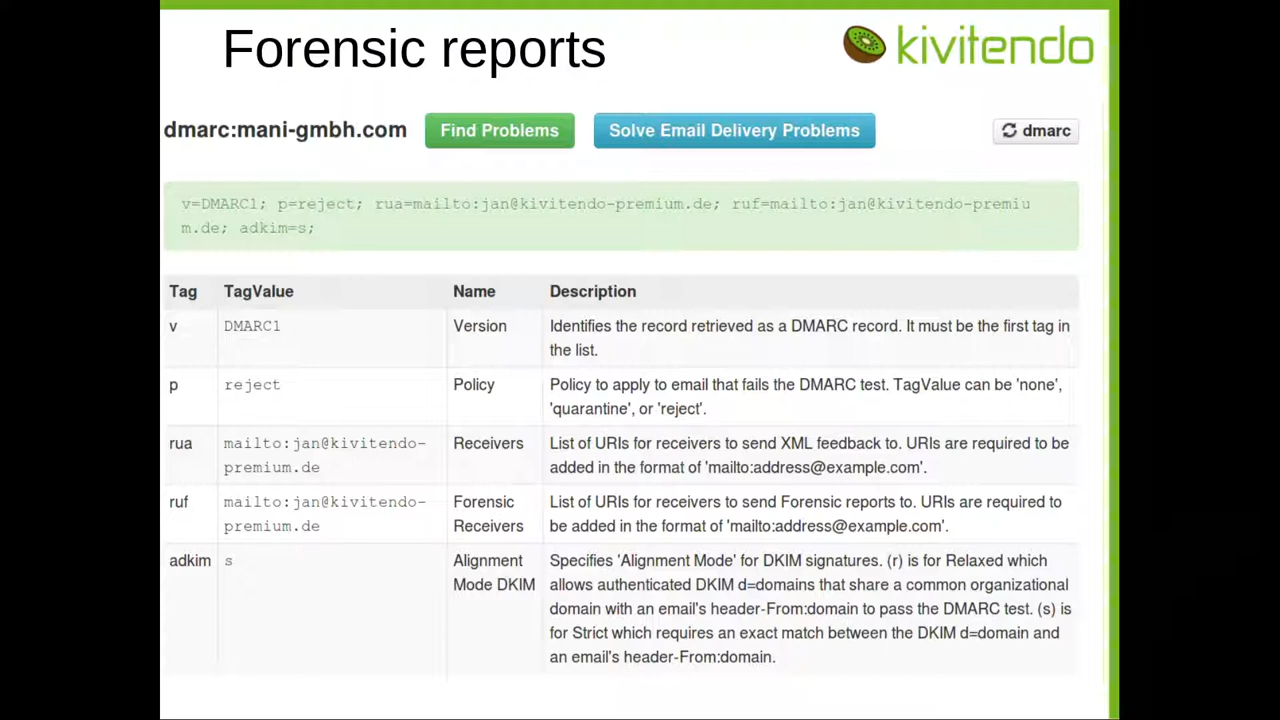 Forensic reports
kivitendo
dmarc:mani-gmbh.com
Find Problems
Solve Email Delivery Problems
dmarc
v=DMARC1; p=reject; rua=mailto:jan@kivitendo-premium.de; ruf=mailto:jan@kivitendo-premiu
m.de; adkim=s;
Tag TagValue Name Description
v DMARC1 Version Identifies the record retrieved as a DMARC record. It must be the first tag in
the list.
p reject Policy Policy to apply to email that fails the DMARC test. TagValue can be 'none',
'quarantine', or 'reject'.
rua mailto:jan@kivitendo- Receivers List of URIs for receivers to send XML feedback to. URIs are required to be
premium.de added in the format of 'mailto:address@example.com'.
ruf mailto:jan@kivitendo- Forensic List of URIs for receivers to send Forensic reports to. URIs are required to
premium.de Receivers be added in the format of 'mailto:address@example.com'.
adkim s Alignment Specifies 'Alignment Mode' for DKIM signatures. (r) is for Relaxed which
Mode DKIM allows authenticated DKIM d=domains that share a common organizational
domain with an email's header-From:domain to pass the DMARC test. (s) is
for Strict which requires an exact match between the DKIM d=domain and
an email's header-From:domain.